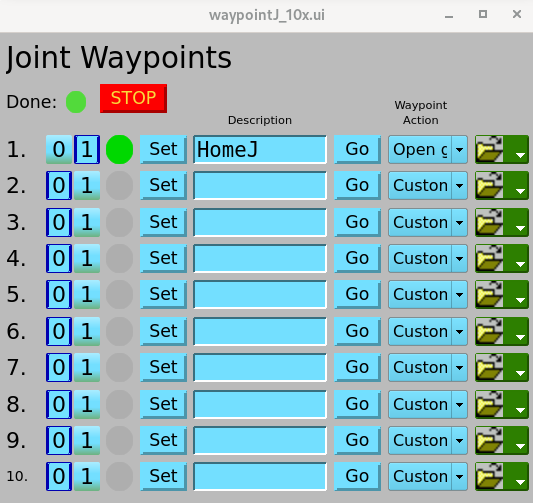 waypointJ_10x.ui
Joint Waypoints
Done: STOP
Description Waypoint Action
1. 0 1 Set HomeJ Go Open g
2. 0 1 Set Go Custon
3. 0 1 Set Go Custon
4. 0 1 Set Go Custon
5. 0 1 Set Go Custon
6. 0 1 Set Go Custon
7. 0 1 Set Go Custon
8. 0 1 Set Go Custon
9. 0 1 Set Go Custon
10. 0 1 Set Go Custon